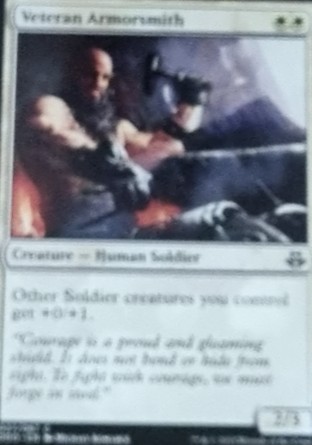 Veteran Armorsmith
Creature — Human Soldier
Other Soldier creatures you control
get +0/+1.
"Courage is a proud and gleaming
shield. It does not bend or hide from
sight. To fight with courage, we must
forge in steel."
2/3